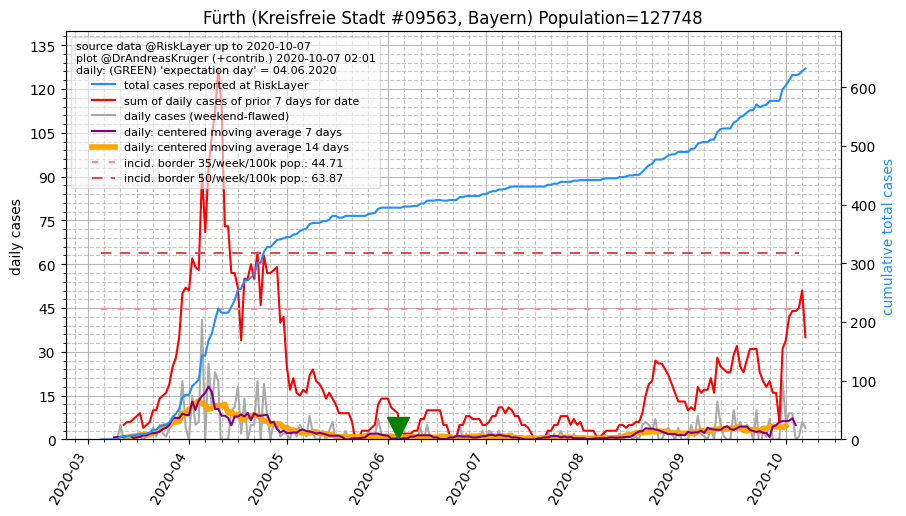 Fürth (Kreisfreie Stadt #09563, Bayern) Population=127748
source data @RiskLayer up to 2020-10-07
plot @DrAndreasKruger (+contrib.) 2020-10-07 02:01
daily: (GREEN) 'expectation day' = 04.06.2020
total cases reported at RiskLayer
sum of daily cases of prior 7 days for date
daily cases (weekend-flawed)
daily: centered moving average 7 days
daily: centered moving average 14 days
incid. border 35/week/100k pop.: 44.71
incid. border 50/week/100k pop.: 63.87
daily cases
135
120
105
90
75
60
45
30
15
0
cumulative total cases
600
500
400
300
200
100
0
2020-03
2020-04
2020-05
2020-06
2020-07
2020-08
2020-09
2020-10